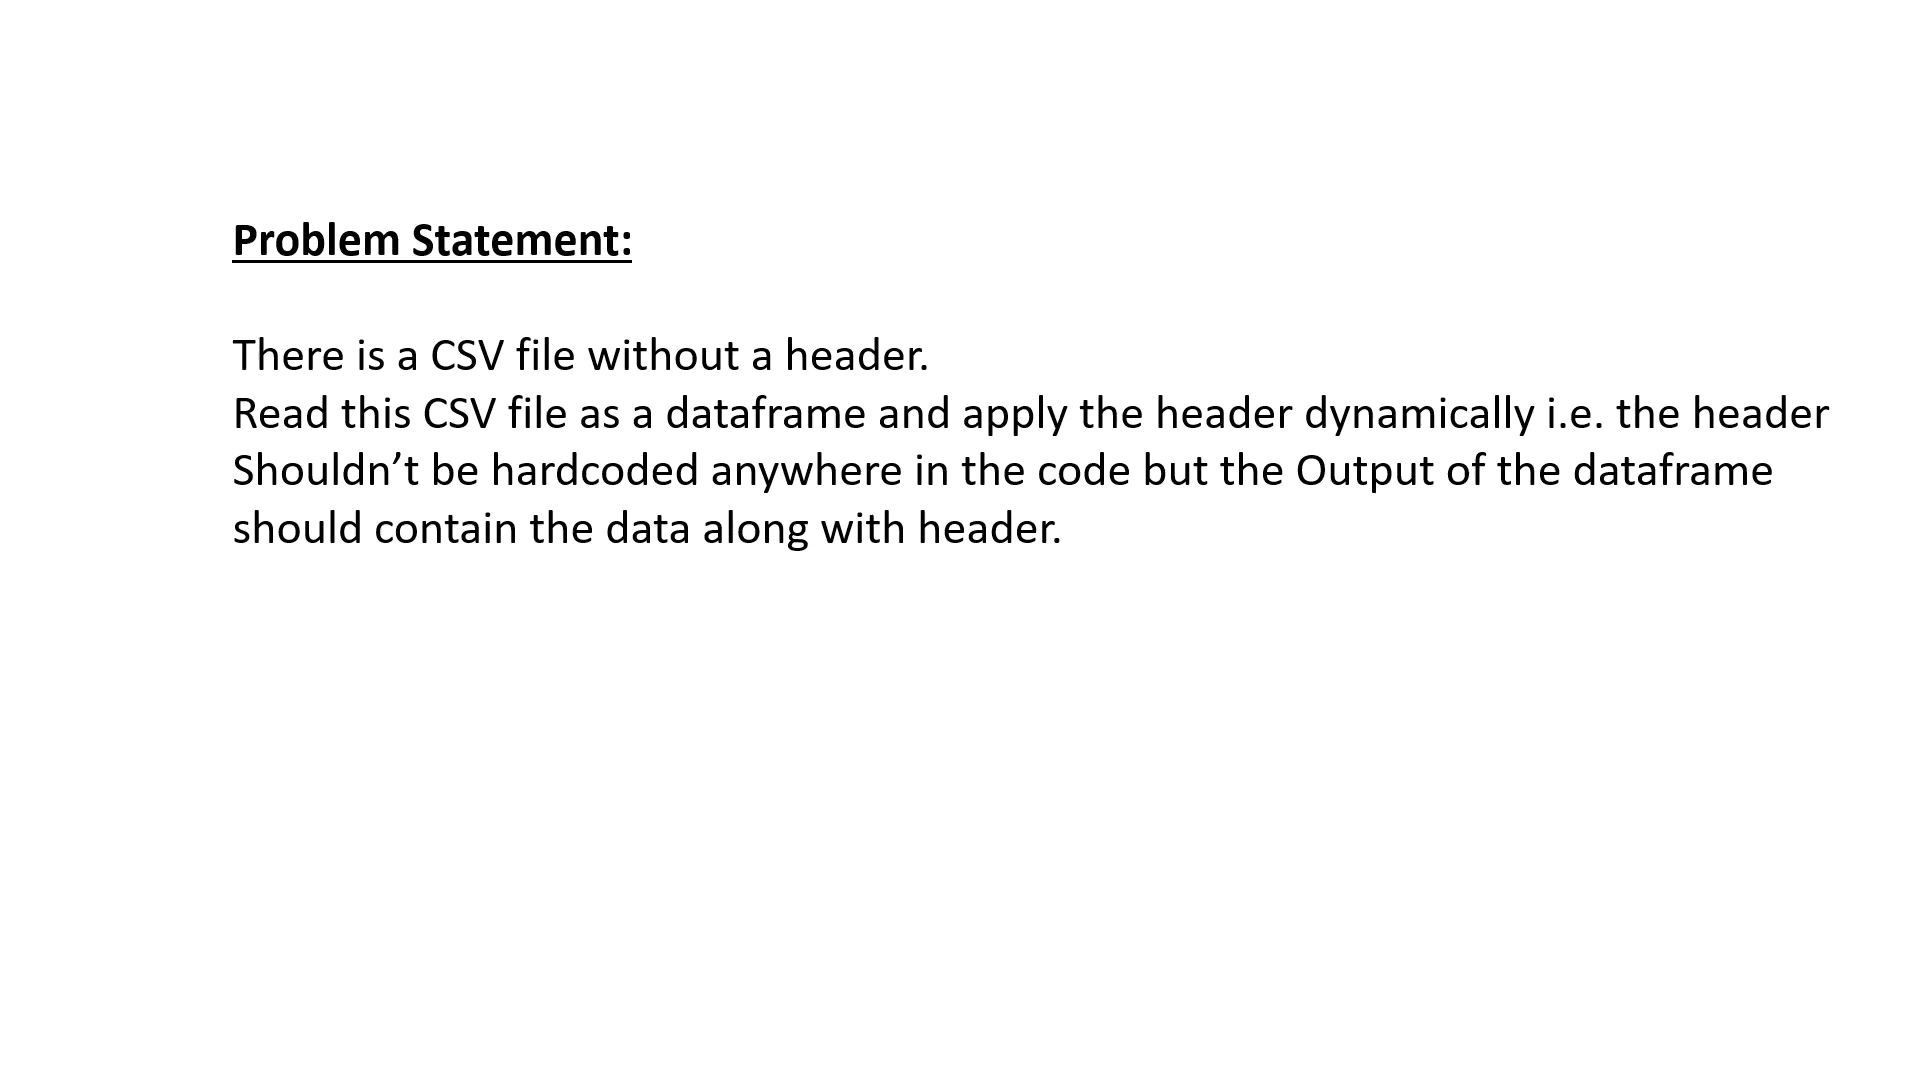 Problem Statement:
There is a CSV file without a header.
Read this CSV file as a dataframe and apply the header dynamically i.e. the header
Shouldn’t be hardcoded anywhere in the code but the Output of the dataframe
should contain the data along with header.